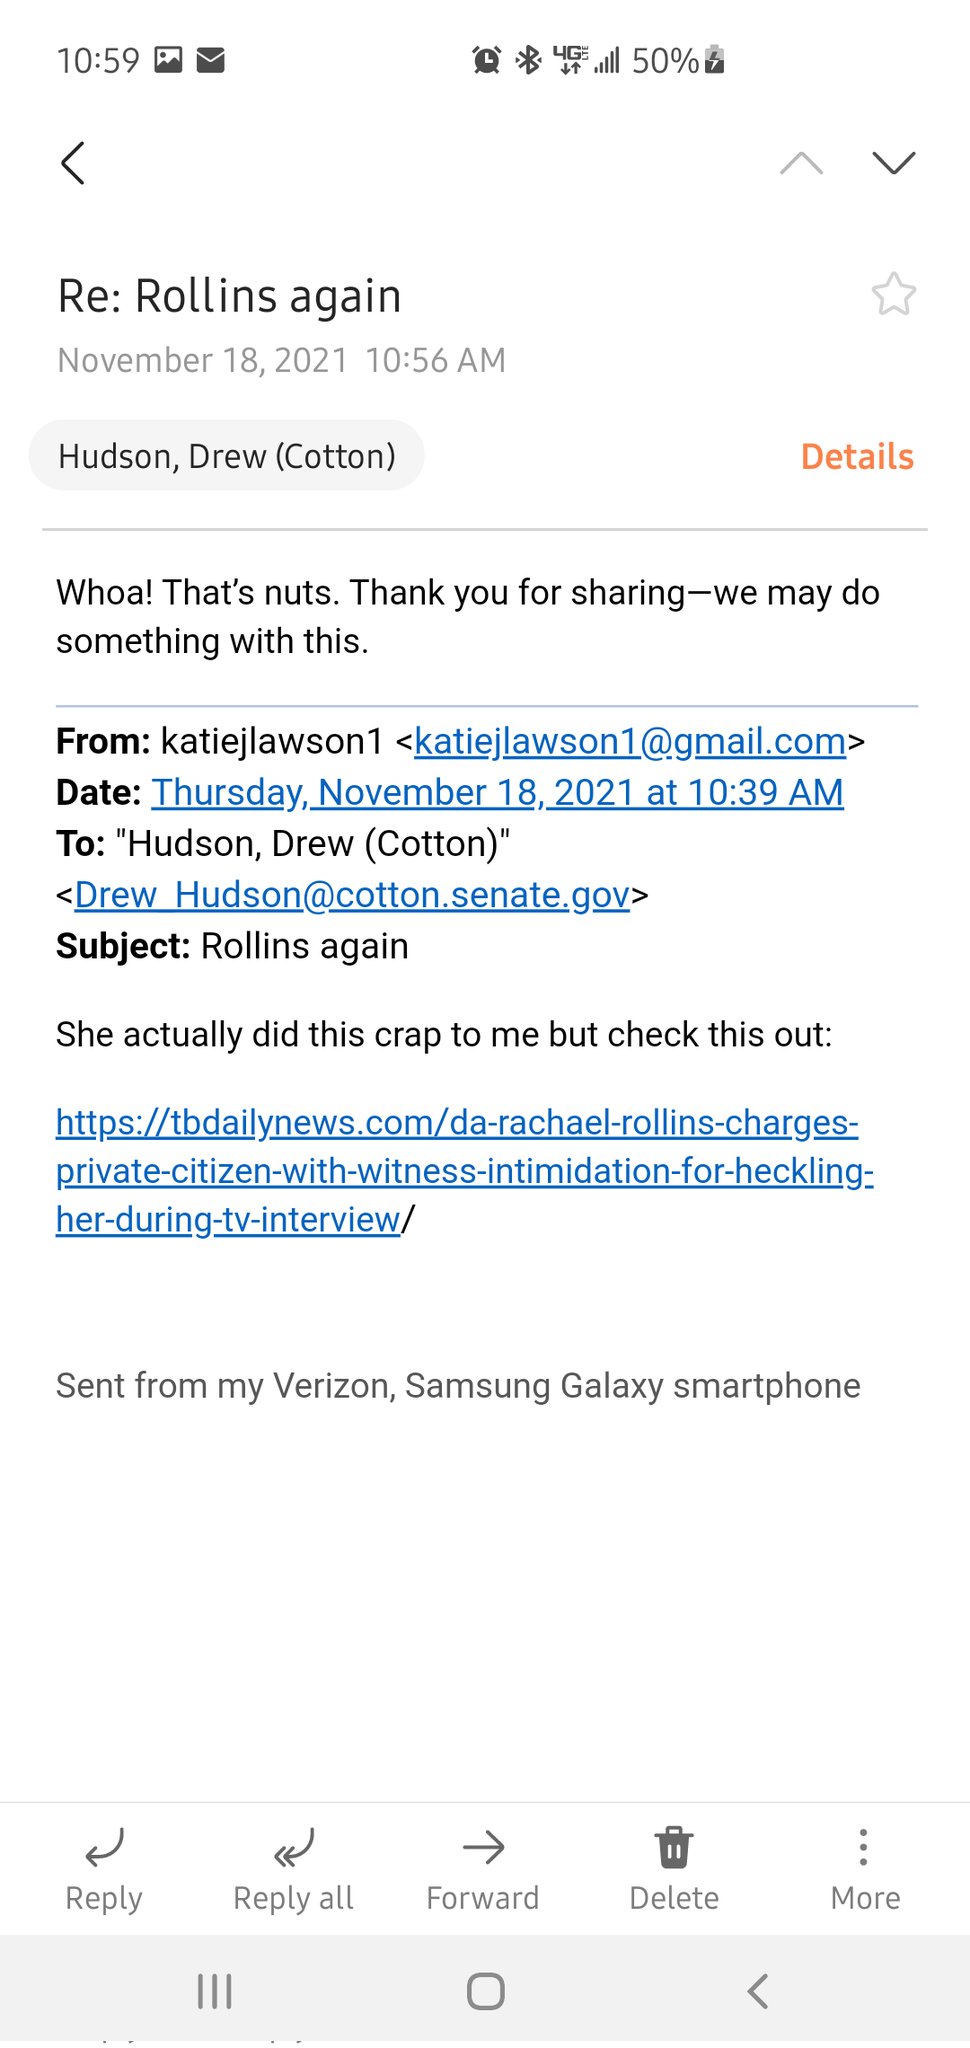 10:59 4G LTE 50%
Re: Rollins again
November 18, 2021 10:56 AM
Hudson, Drew (Cotton) Details
Whoa! That’s nuts. Thank you for sharing—we may do
something with this.
From: katiejlawson1 <katiejlawson1@gmail.com>
Date: Thursday, November 18, 2021 at 10:39 AM
To: "Hudson, Drew (Cotton)"
<Drew_Hudson@cotton.senate.gov>
Subject: Rollins again
She actually did this crap to me but check this out:
https://tbdailynews.com/da-rachael-rollins-charges-
private-citizen-with-witness-intimidation-for-heckling-
her-during-tv-interview/
Sent from my Verizon, Samsung Galaxy smartphone
Reply Reply all Forward Delete More